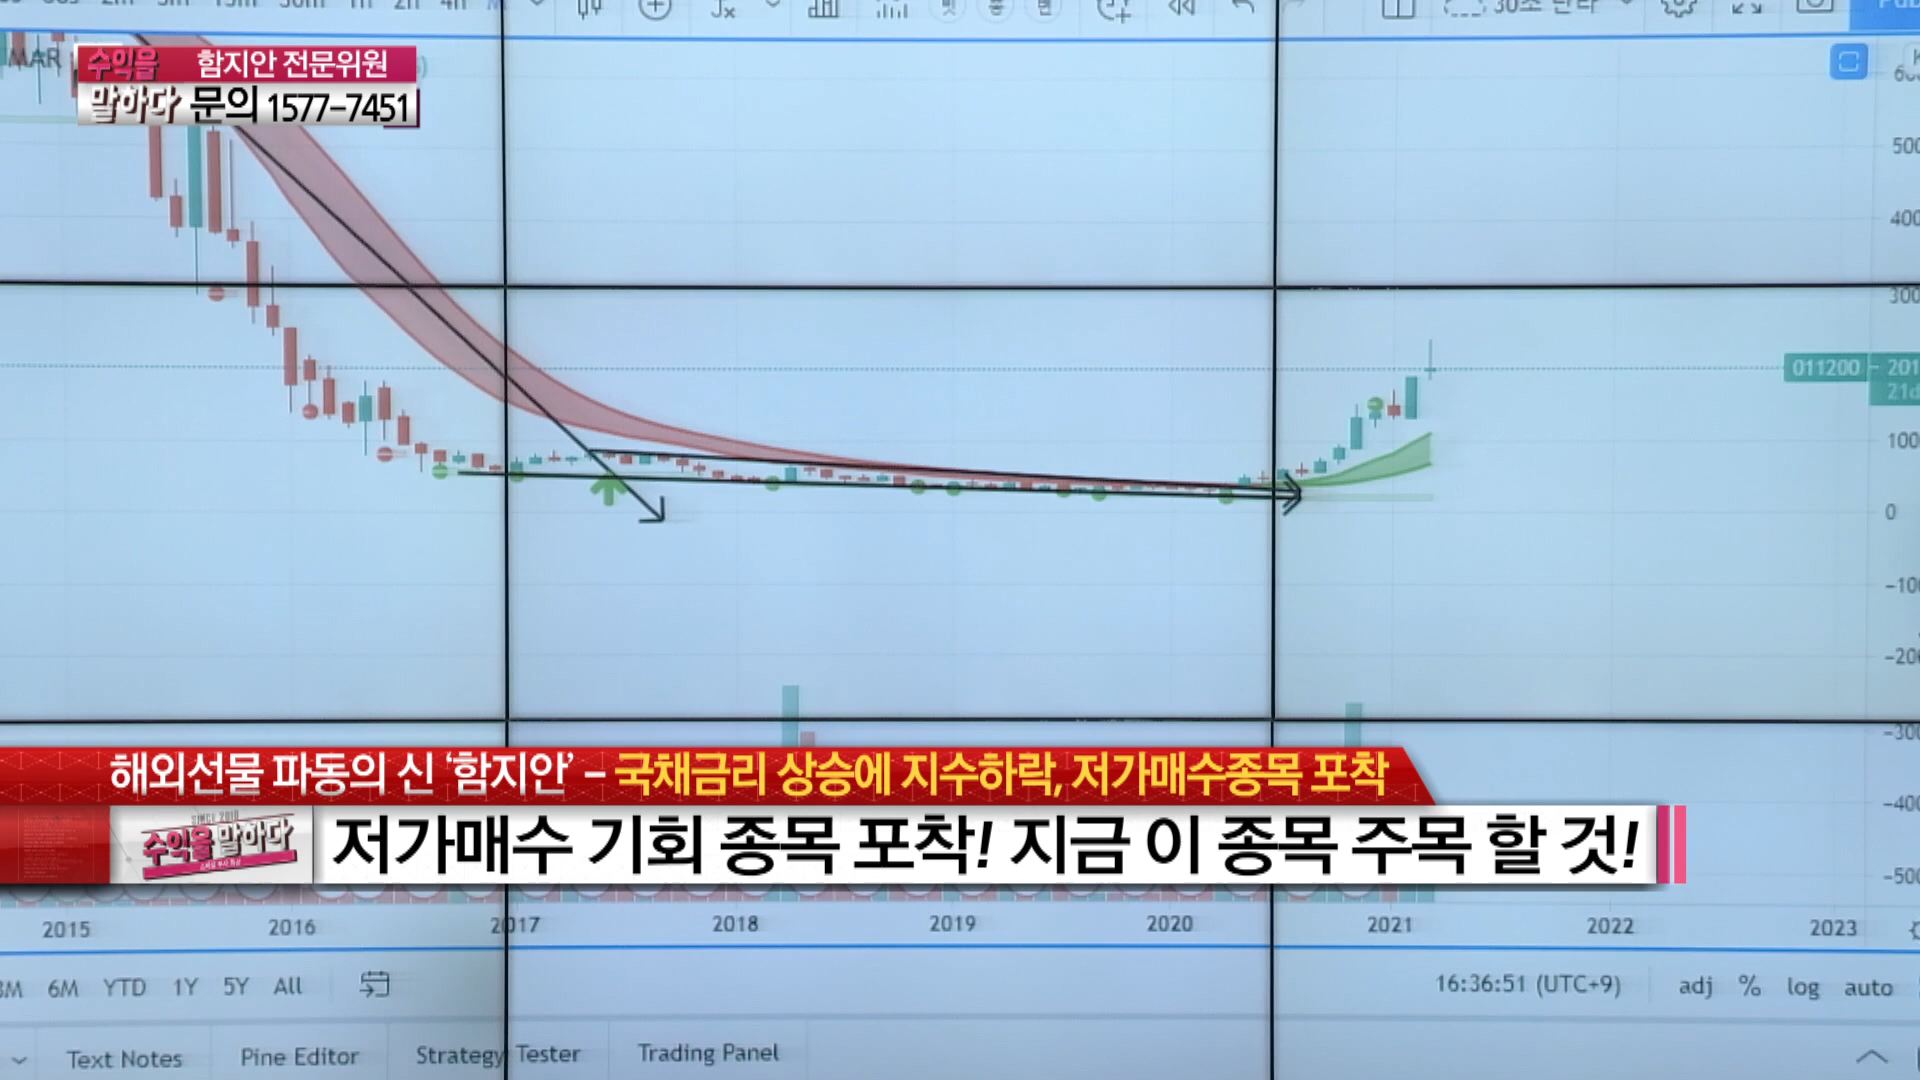 MAR
수익을 함지안 전문위원
말하다 문의 1577-7451
500
400
300
011200
100
0
-100
-200
-300
-400
-500
해외선물 파동의 신 '함지안' - 국채금리 상승에 지수하락, 저가매수종목 포착
SINCE 2010
수익을 말하다
저가매수 기회 종목 포착! 지금 이 종목 주목 할 것!
2015 2016 2017 2018 2019 2020 2021 2022 2023
6M YTD 1Y 5Y All
16:36:51 (UTC+9) adj % log auto
Text Notes Pine Editor Strategy Tester Trading Panel